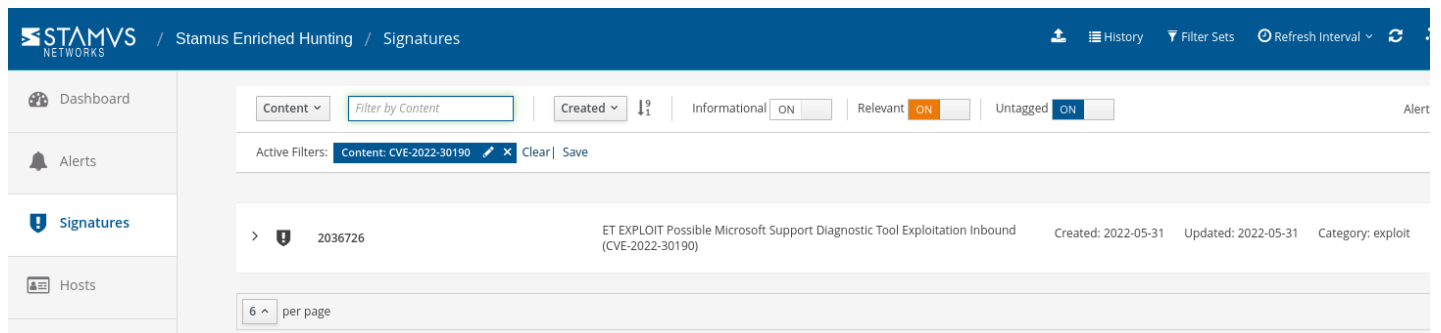 STAMVS
NETWORKS
/ Stamus Enriched Hunting / Signatures
History
Filter Sets
Refresh Interval
Dashboard
Alerts
Signatures
Hosts
Content
Filter by Content
Created
Informational ON
Relevant ON
Untagged ON
Alert
Active Filters: Content: CVE-2022-30190 Clear| Save
2036726
ET EXPLOIT Possible Microsoft Support Diagnostic Tool Exploitation Inbound
(CVE-2022-30190)
Created: 2022-05-31 Updated: 2022-05-31 Category: exploit
6 per page